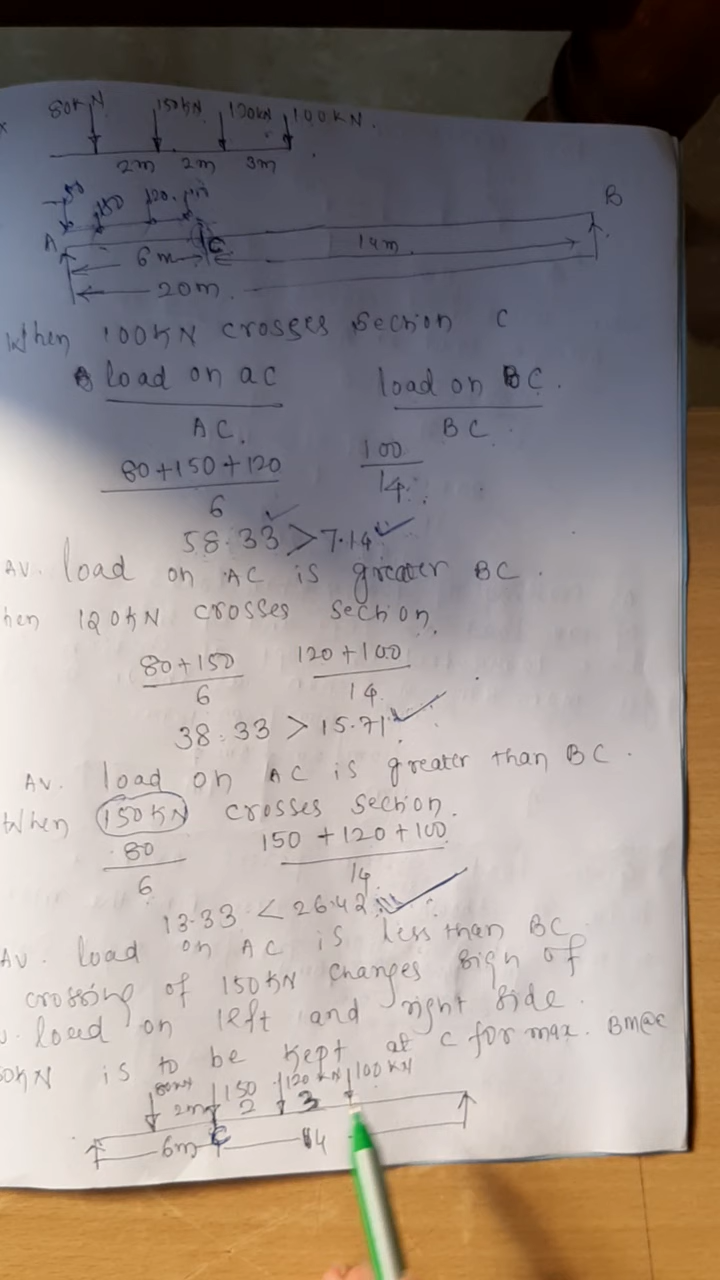 80KN 150KN 120KN 100KN.
2m 2m 3m
B
A C
6m 14m
20m.
When 100KN crosses section C
load on aC load on BC.
AC. BC.
80+150+120 100
6 14.
58.33 > 7.14
Av. load on AC is greater BC.
hen 120KN crosses section.
80+150 120+100
6 14.
38.33 > 15.71
Av. load on AC is greater than BC.
When 150KN crosses section.
80 150 +120+100
6 14
13.33 < 26.42
Av. load on AC is less than BC
crossing of 150KN changes sign of
load on left and right side.
0KN is to be kept at C for max. BM@c
80KN 150 120KN 100KN
2m 2 3
C
6m 14